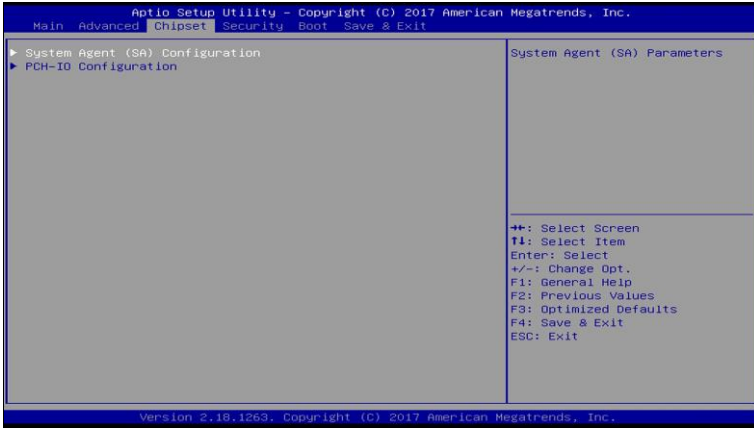 Aptio Setup Utility – Copyright (C) 2017 American Megatrends, Inc.
Main Advanced Chipset Security Boot Save & Exit
▶ System Agent (SA) Configuration
▶ PCH-IO Configuration
System Agent (SA) Parameters
→←: Select Screen
↑↓: Select Item
Enter: Select
+/-: Change Opt.
F1: General Help
F2: Previous Values
F3: Optimized Defaults
F4: Save & Exit
ESC: Exit
Version 2.18.1263. Copyright (C) 2017 American Megatrends, Inc.